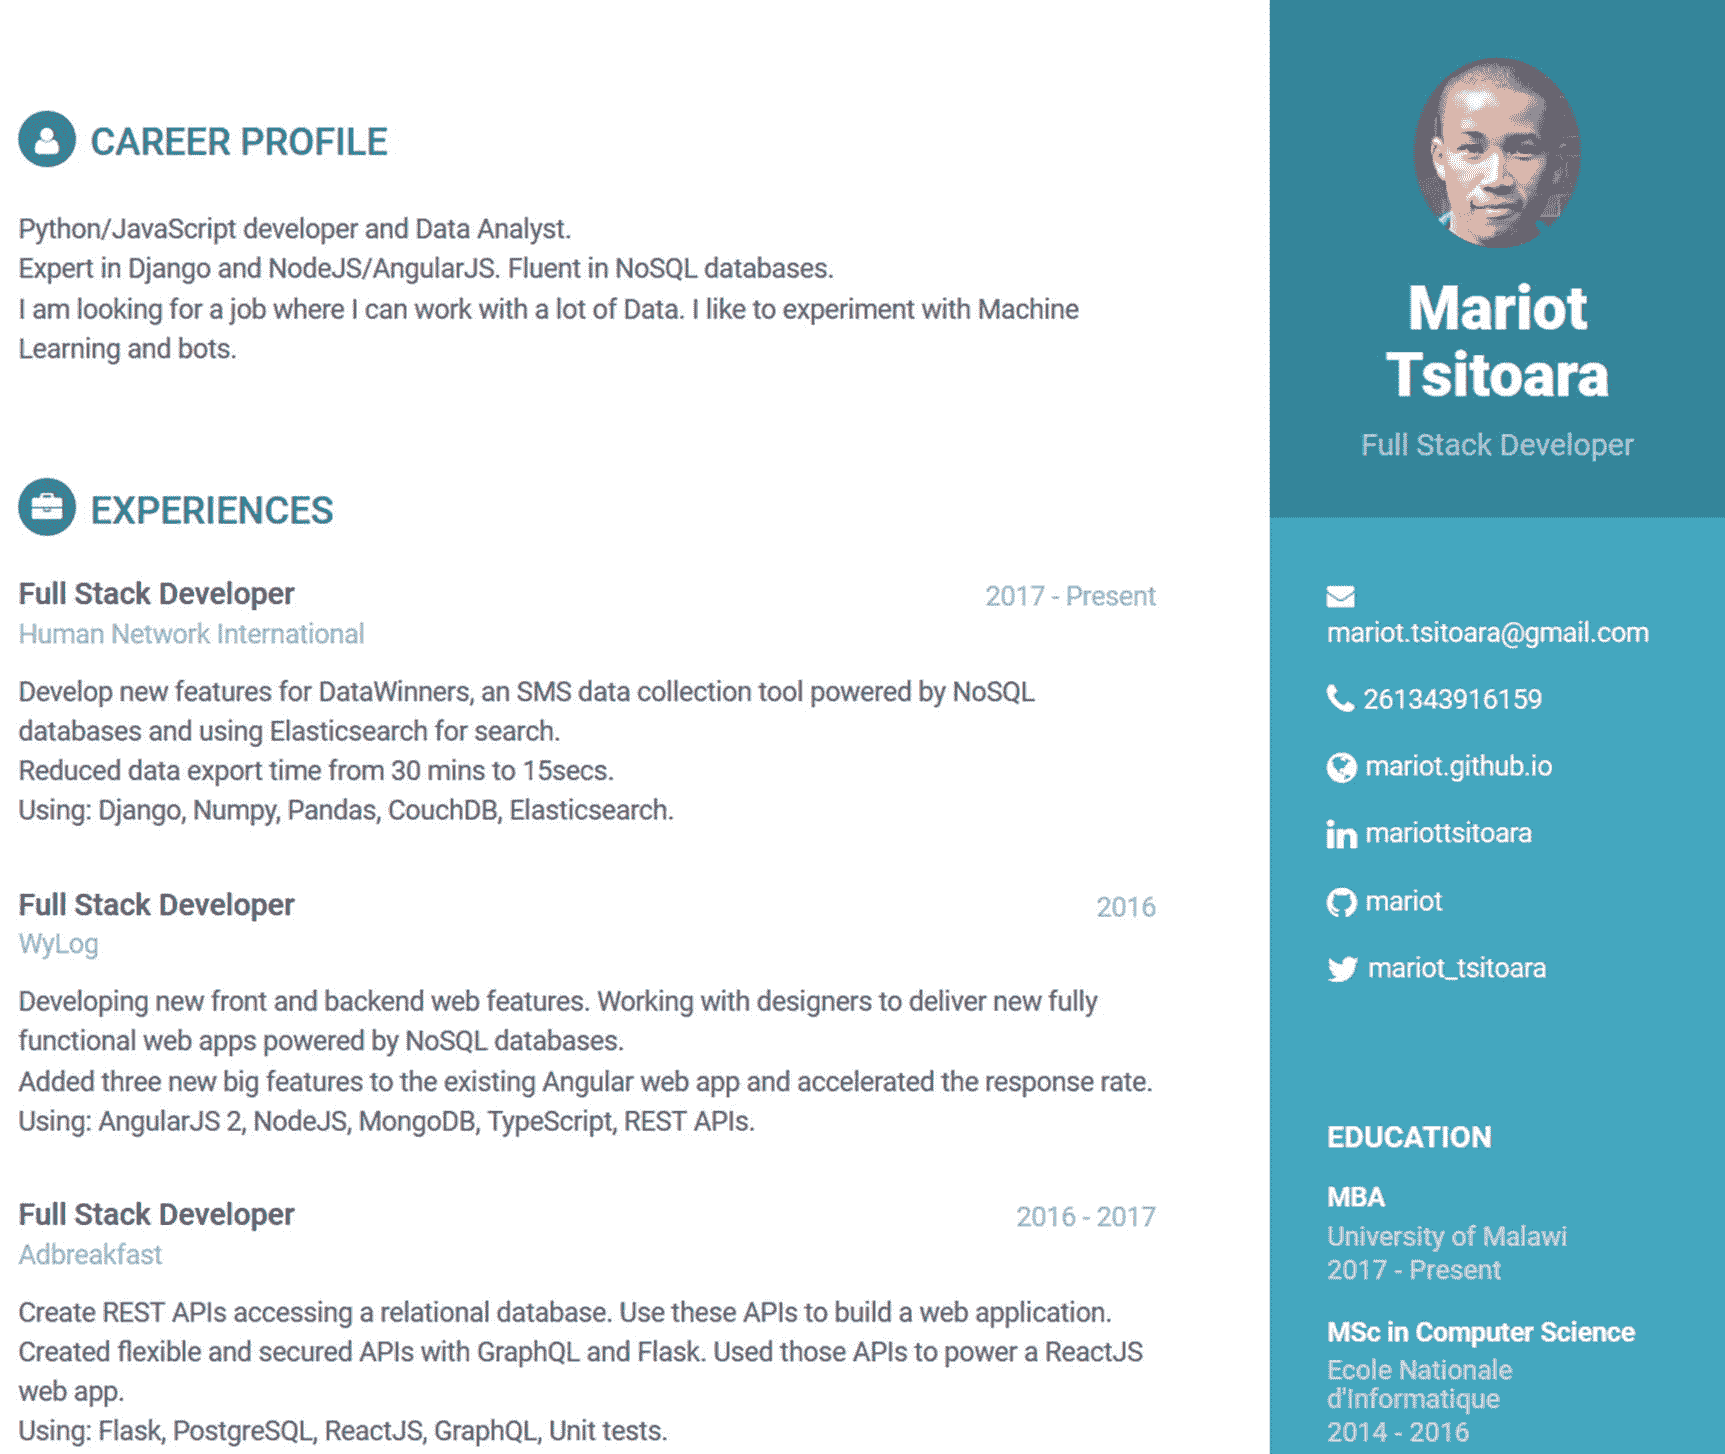 CAREER PROFILE
Python/JavaScript developer and Data Analyst.
Expert in Django and NodeJS/AngularJS. Fluent in NoSQL databases.
I am looking for a job where I can work with a lot of Data. I like to experiment with Machine
Learning and bots.
EXPERIENCES
Full Stack Developer
2017 - Present
Human Network International
Develop new features for DataWinners, an SMS data collection tool powered by NoSQL
databases and using Elasticsearch for search.
Reduced data export time from 30 mins to 15secs.
Using: Django, Numpy, Pandas, CouchDB, Elasticsearch.
Full Stack Developer
2016
WyLog
Developing new front and backend web features. Working with designers to deliver new fully
functional web apps powered by NoSQL databases.
Added three new big features to the existing Angular web app and accelerated the response rate.
Using: AngularJS 2, NodeJS, MongoDB, TypeScript, REST APIs.
Full Stack Developer
2016 - 2017
Adbreakfast
Create REST APIs accessing a relational database. Use these APIs to build a web application.
Created flexible and secured APIs with GraphQL and Flask. Used those APIs to power a ReactJS
web app.
Using: Flask, PostgreSQL, ReactJS, GraphQL, Unit tests.
Mariot
Tsitoara
Full Stack Developer
mariot.tsitoara@gmail.com
261343916159
mariot.github.io
mariottsitoara
mariot
mariot_tsitoara
EDUCATION
MBA
University of Malawi
2017 - Present
MSc in Computer Science
Ecole Nationale
d'Informatique
2014 - 2016